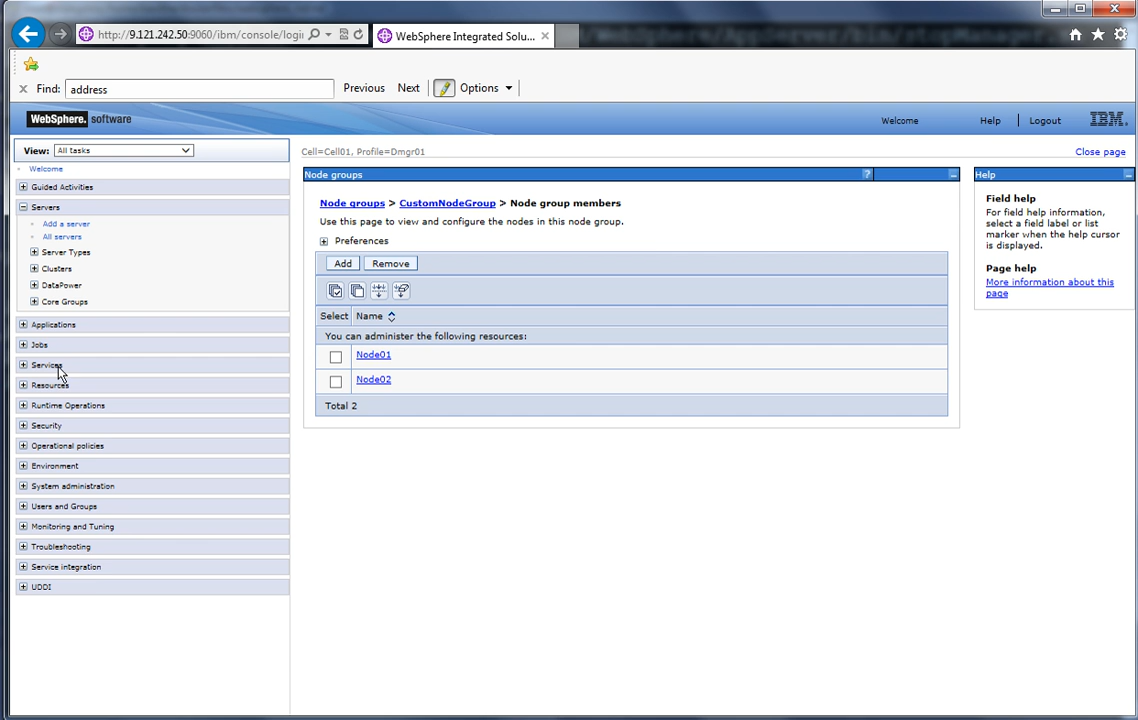 /WebSphere/AppServer/bin/stopManager.s
http://9.121.242.50:9060/ibm/console/logii
WebSphere Integrated Solu...
Find: address
Previous Next Options
WebSphere. software
Welcome Help Logout IBM.
View: All tasks
Cell=Cell01, Profile=Dmgr01
Close page
Welcome
Guided Activities
Servers
Add a server
All servers
Server Types
Clusters
DataPower
Core Groups
Applications
Jobs
Services
Resources
Runtime Operations
Security
Operational policies
Environment
System administration
Users and Groups
Monitoring and Tuning
Troubleshooting
Service integration
UDDI
Node groups
?
Node groups > CustomNodeGroup > Node group members
Use this page to view and configure the nodes in this node group.
Preferences
Add Remove
Select Name
You can administer the following resources:
Node01
Node02
Total 2
Help
Field help
For field help information,
select a field label or list
marker when the help cursor
is displayed.
Page help
More information about this
page